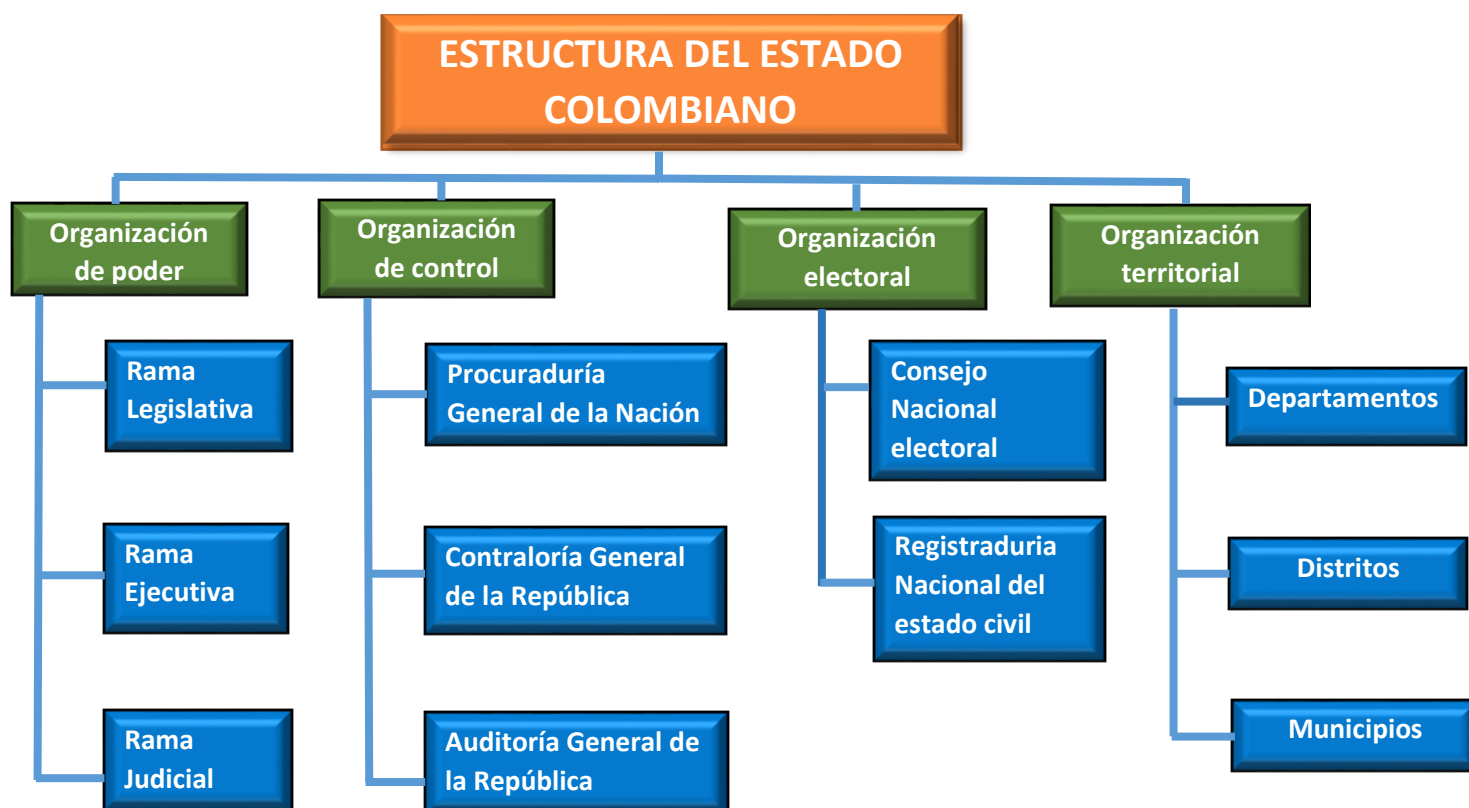 ESTRUCTURA DEL ESTADO
COLOMBIANO
Organización
de poder
Rama
Legislativa
Rama
Ejecutiva
Rama
Judicial
Organización
de control
Procuraduría
General de la Nación
Contraloría General
de la República
Auditoría General de
la República
Organización
electoral
Consejo
Nacional
electoral
Registraduria
Nacional del
estado civil
Organización
territorial
Departamentos
Distritos
Municipios